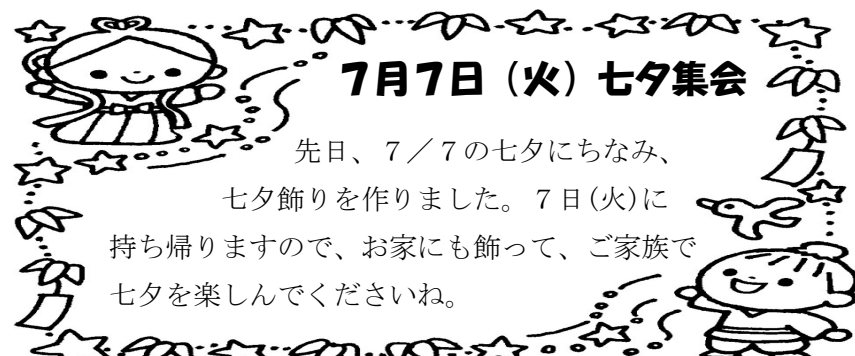 7月7日（火）七夕集会
先日、７／７の七夕にちなみ、
七夕飾りを作りました。７日(火)に
持ち帰りますので、お家にも飾って、ご家族で
七夕を楽しんでくださいね。